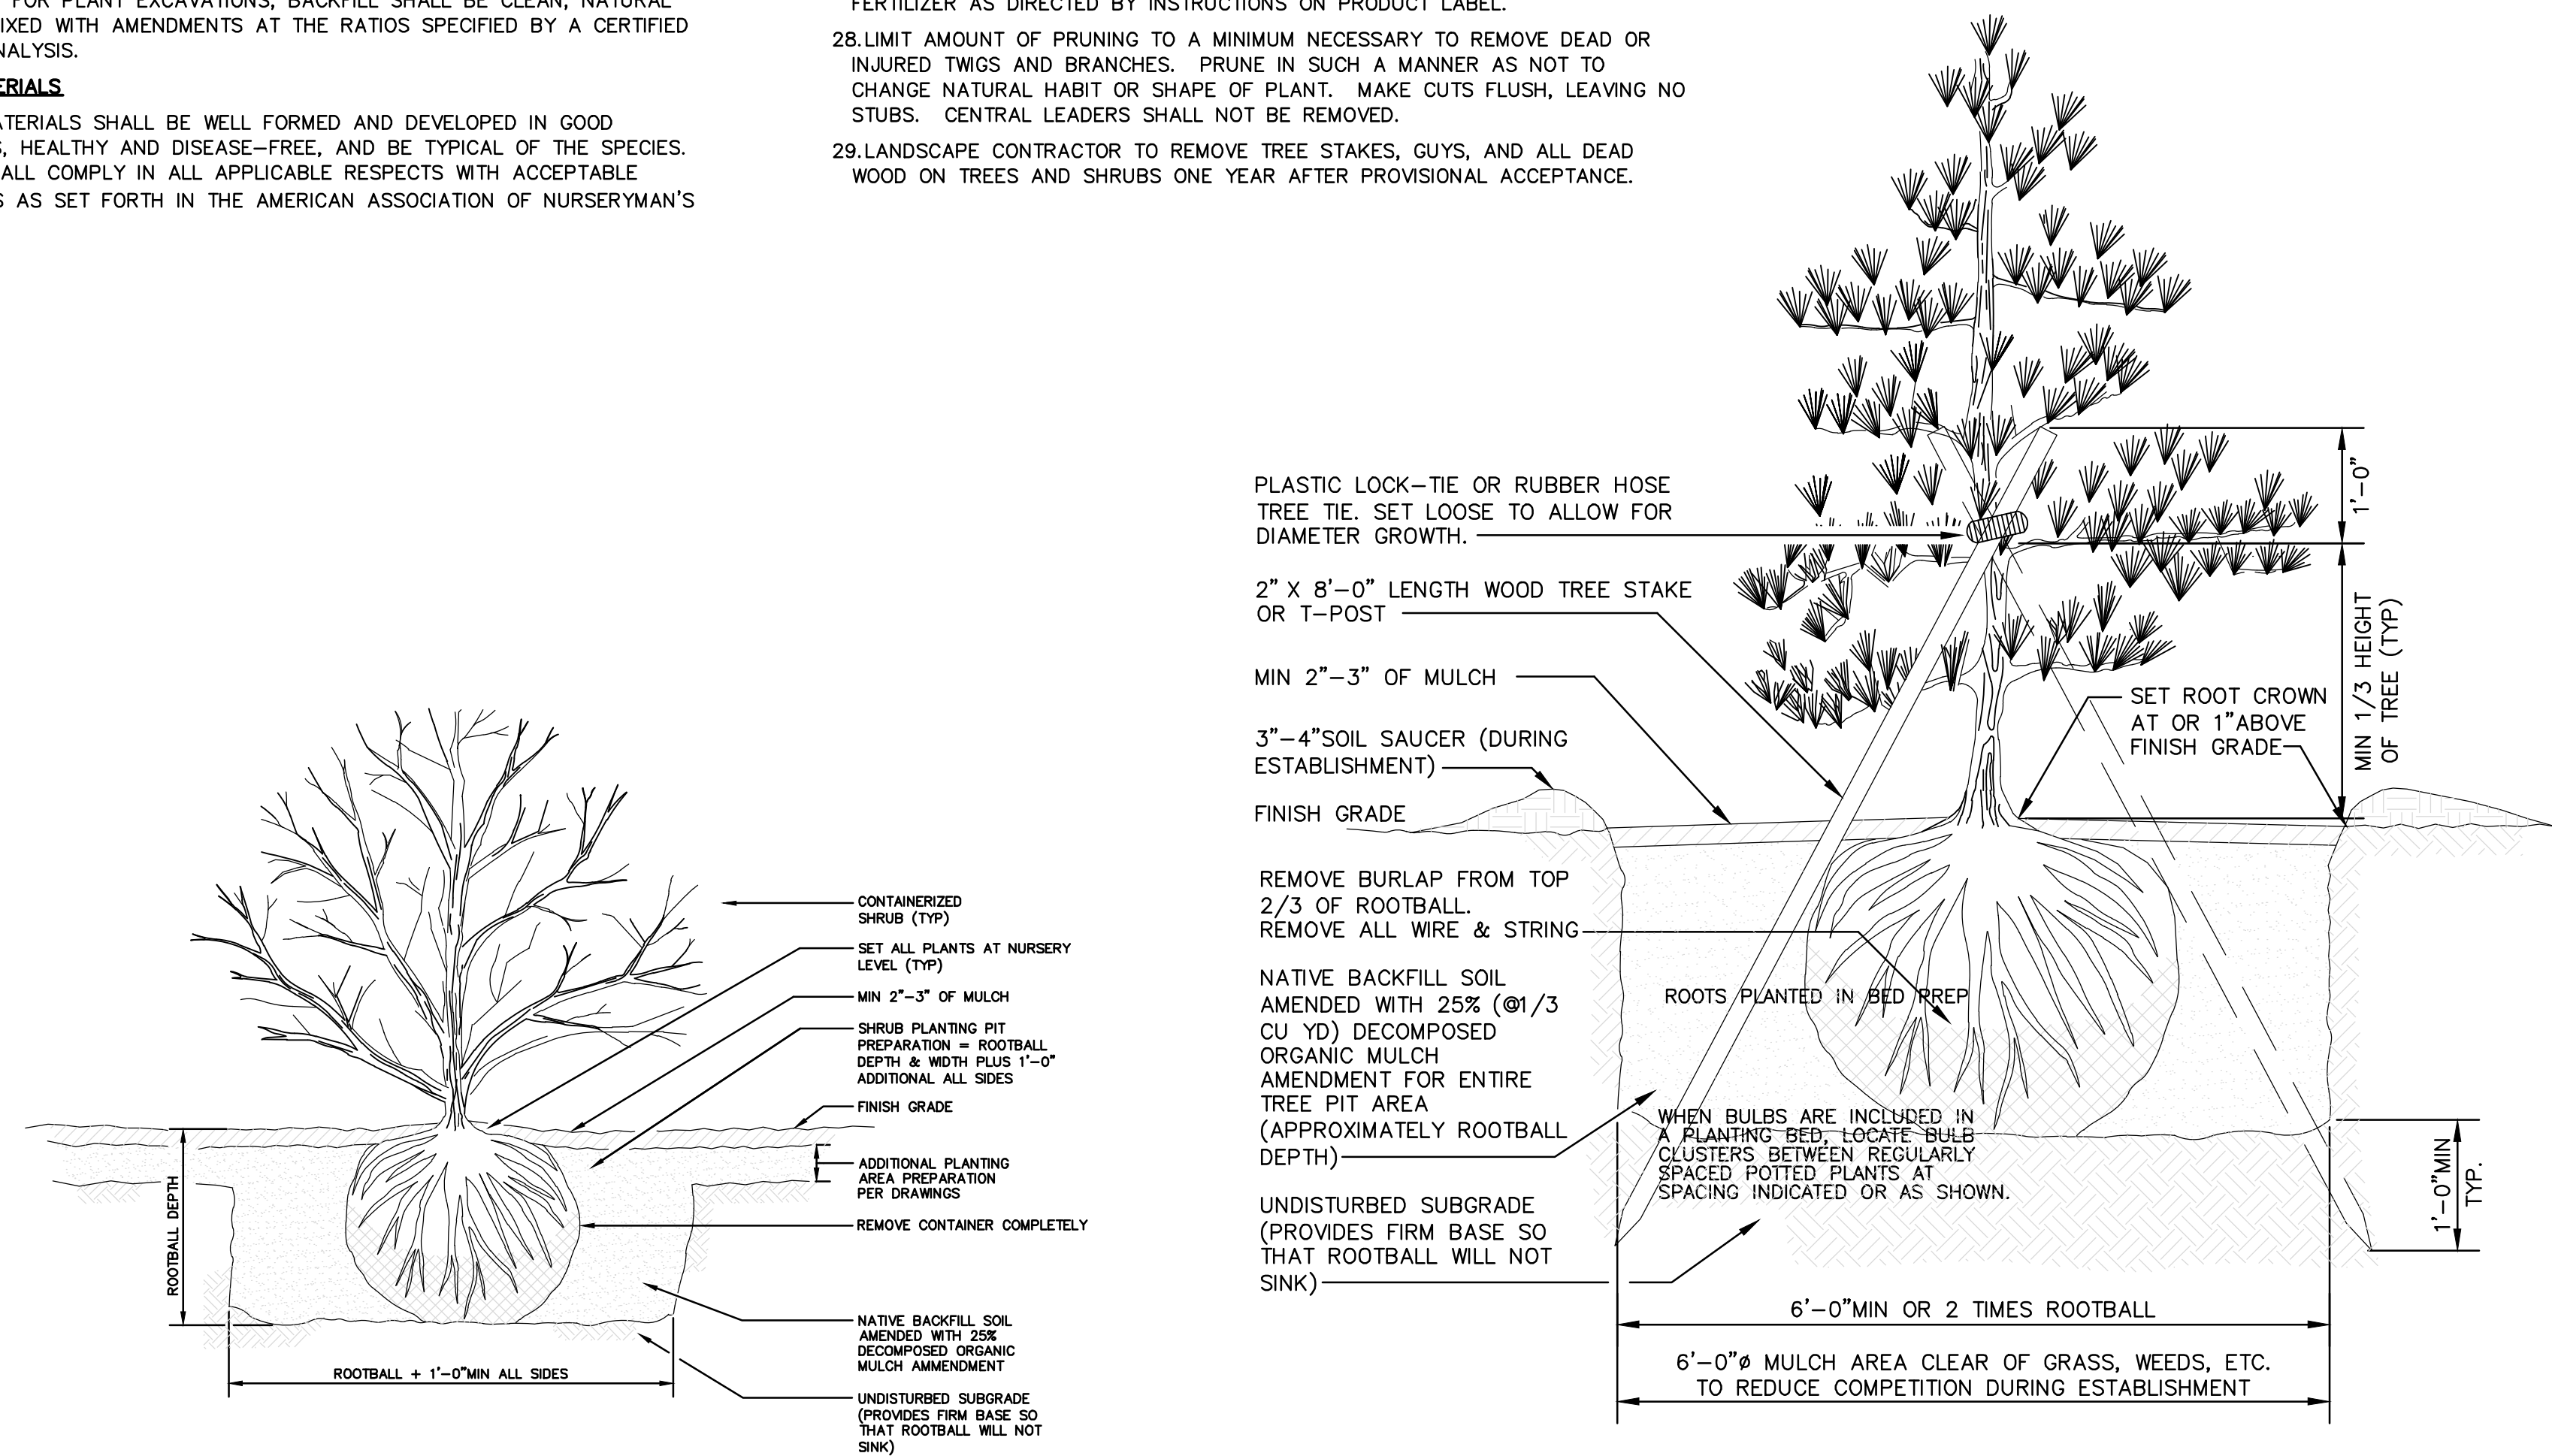 FOR PLANT EXCAVATIONS, BACKFILL SHALL BE CLEAN, NATURAL
IXED WITH AMENDMENTS AT THE RATIOS SPECIFIED BY A CERTIFIED
NALYSIS.
ERIALS
ATERIALS SHALL BE WELL FORMED AND DEVELOPED IN GOOD
S, HEALTHY AND DISEASE–FREE, AND BE TYPICAL OF THE SPECIES.
ALL COMPLY IN ALL APPLICABLE RESPECTS WITH ACCEPTABLE
S AS SET FORTH IN THE AMERICAN ASSOCIATION OF NURSERYMAN'S
FERTILIZER AS DIRECTED BY INSTRUCTIONS ON PRODUCT LABEL.
28.LIMIT AMOUNT OF PRUNING TO A MINIMUM NECESSARY TO REMOVE DEAD OR
INJURED TWIGS AND BRANCHES. PRUNE IN SUCH A MANNER AS NOT TO
CHANGE NATURAL HABIT OR SHAPE OF PLANT. MAKE CUTS FLUSH, LEAVING NO
STUBS. CENTRAL LEADERS SHALL NOT BE REMOVED.
29.LANDSCAPE CONTRACTOR TO REMOVE TREE STAKES, GUYS, AND ALL DEAD
WOOD ON TREES AND SHRUBS ONE YEAR AFTER PROVISIONAL ACCEPTANCE.
CONTAINERIZED
SHRUB (TYP)
SET ALL PLANTS AT NURSERY
LEVEL (TYP)
MIN 2"–3" OF MULCH
SHRUB PLANTING PIT
PREPARATION = ROOTBALL
DEPTH & WIDTH PLUS 1'–0"
ADDITIONAL ALL SIDES
FINISH GRADE
ADDITIONAL PLANTING
AREA PREPARATION
PER DRAWINGS
REMOVE CONTAINER COMPLETELY
NATIVE BACKFILL SOIL
AMENDED WITH 25%
DECOMPOSED ORGANIC
MULCH AMMENDMENT
UNDISTURBED SUBGRADE
(PROVIDES FIRM BASE SO
THAT ROOTBALL WILL NOT
SINK)
ROOTBALL DEPTH
ROOTBALL + 1'–0"MIN ALL SIDES
PLASTIC LOCK–TIE OR RUBBER HOSE
TREE TIE. SET LOOSE TO ALLOW FOR
DIAMETER GROWTH.
2" X 8'–0" LENGTH WOOD TREE STAKE
OR T–POST
MIN 2"–3" OF MULCH
3"–4"SOIL SAUCER (DURING
ESTABLISHMENT)
FINISH GRADE
REMOVE BURLAP FROM TOP
2/3 OF ROOTBALL.
REMOVE ALL WIRE & STRING
NATIVE BACKFILL SOIL
AMENDED WITH 25% (@1/3
CU YD) DECOMPOSED
ORGANIC MULCH
AMENDMENT FOR ENTIRE
TREE PIT AREA
(APPROXIMATELY ROOTBALL
DEPTH)
UNDISTURBED SUBGRADE
(PROVIDES FIRM BASE SO
THAT ROOTBALL WILL NOT
SINK)
ROOTS PLANTED IN BED PREP
WHEN BULBS ARE INCLUDED IN
A PLANTING BED, LOCATE BULB
CLUSTERS BETWEEN REGULARLY
SPACED POTTED PLANTS AT
SPACING INDICATED OR AS SHOWN.
SET ROOT CROWN
AT OR 1"ABOVE
FINISH GRADE
1'–0"
MIN 1/3 HEIGHT
OF TREE (TYP)
1'–0"MIN
TYP.
6'–0"MIN OR 2 TIMES ROOTBALL
6'–0"ø MULCH AREA CLEAR OF GRASS, WEEDS, ETC.
TO REDUCE COMPETITION DURING ESTABLISHMENT